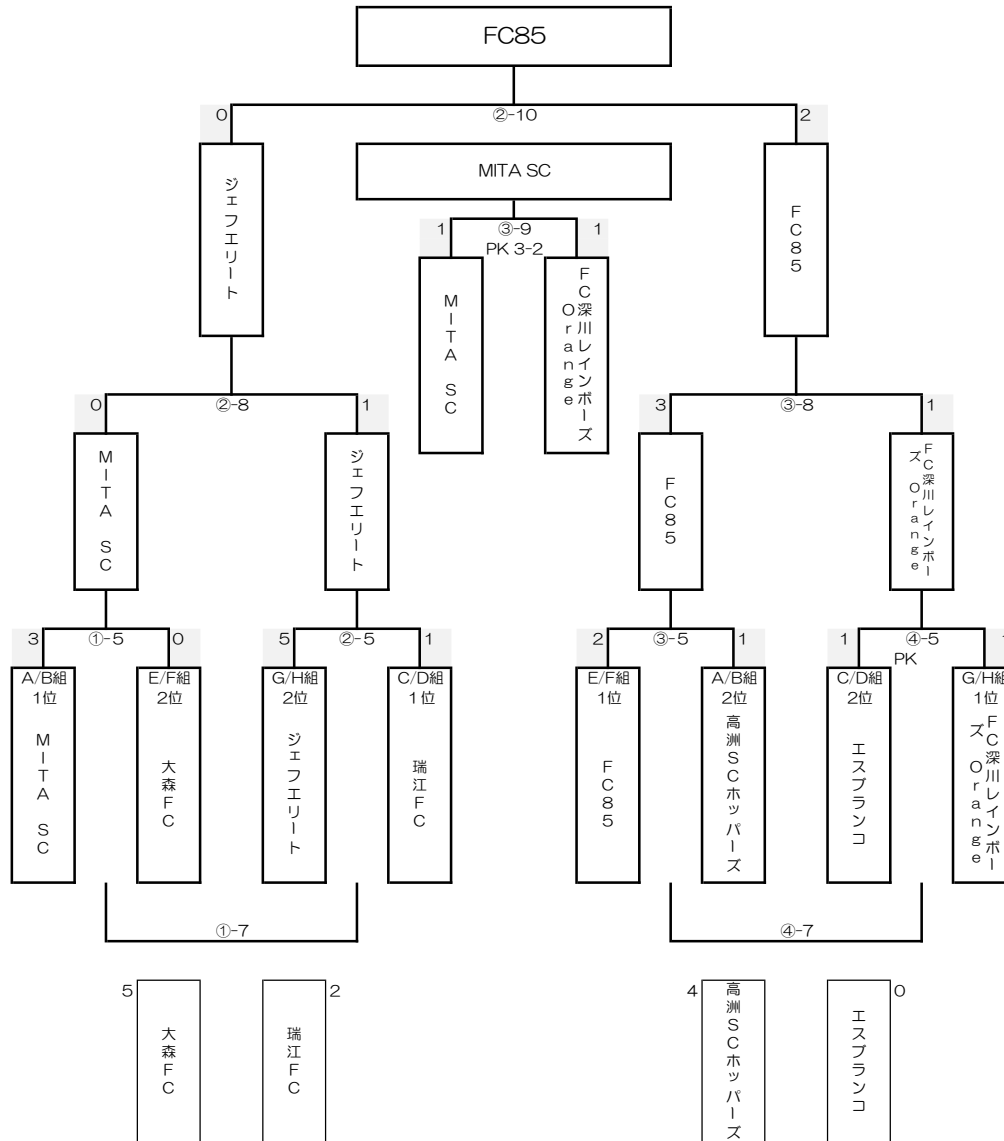 FC85
0 ②-10 2
ジェフエリート
MITA SC
FC85
1 ③-9 1
PK 3-2
MITA SC
FC深川レインボーズ
Orange
0 ②-8 1
3 ③-8 1
MITA SC
ジェフエリート
FC85
FC深川レインボー
ズ Orange
3 ①-5 0
5 ②-5 1
2 ③-5 1
1 ④-5
PK
A/B組
1位
MITA SC
E/F組
2位
大森FC
G/H組
2位
ジェフエリート
C/D組
1位
瑞江FC
E/F組
1位
FC85
A/B組
2位
高洲SCホッパーズ
C/D組
2位
エスブランコ
G/H組
1位
FC深川レインボー
ズ Orange
①-7
④-7
5
大森FC
2
瑞江FC
4
高洲SCホッパーズ
0
エスブランコ